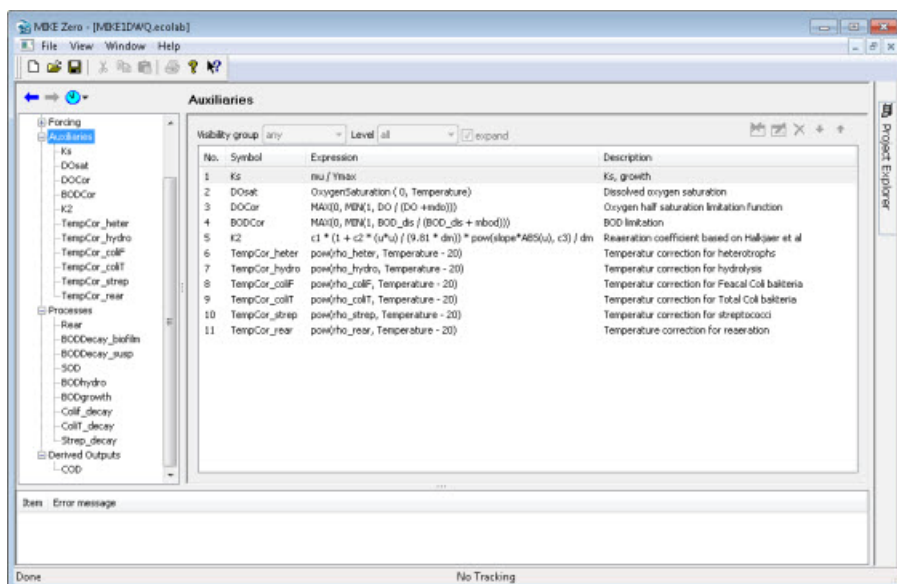 MIKE Zero - [MIKE1DWQ.ecolab]
File View Window Help
Auxiliaries
Forcing
Auxiliaries
Ks
DOsat
DOCor
BODCor
K2
TempCor_heter
TempCor_hydro
TempCor_coliF
TempCor_coliT
TempCor_strep
TempCor_rear
Processes
Rear
BODDecay_biofilm
BODDecay_susp
SOD
BODhydro
BODgrowth
Colif_decay
ColiT_decay
Strep_decay
Derived Outputs
COD
Visibility group any Level all expand
No. Symbol Expression Description
1 Ks mu / Ymax Ks, growth
2 DOsat OxygenSaturation ( 0, Temperature) Dissolved oxygen saturation
3 DOCor MAX(0, MIN(1, DO / (DO +mdo))) Oxygen half saturation limitation function
4 BODCor MAX(0, MIN(1, BOD_dis / (BOD_dis + mbod))) BOD limitation
5 K2 c1 * (1 + c2 * (u*u) / (9.81 * dm)) * pow(slope*ABS(u), c3) / dm Reaeration coefficient based on Halkjaer et al
6 TempCor_heter pow(rho_heter, Temperature - 20) Temperatur correction for heterotrophs
7 TempCor_hydro pow(rho_hydro, Temperature - 20) Temperatur correction for hydrolysis
8 TempCor_coliF pow(rho_coliF, Temperature - 20) Temperatur correction for Feacal Coli bakteria
9 TempCor_coliT pow(rho_coliT, Temperature - 20) Temperatur correction for Total Coli bakteria
10 TempCor_strep pow(rho_strep, Temperature - 20) Temperatur correction for streptococci
11 TempCor_rear pow(rho_rear, Temperature - 20) Temperature correction for reaeration
Project Explorer
Item Error message
Done No Tracking